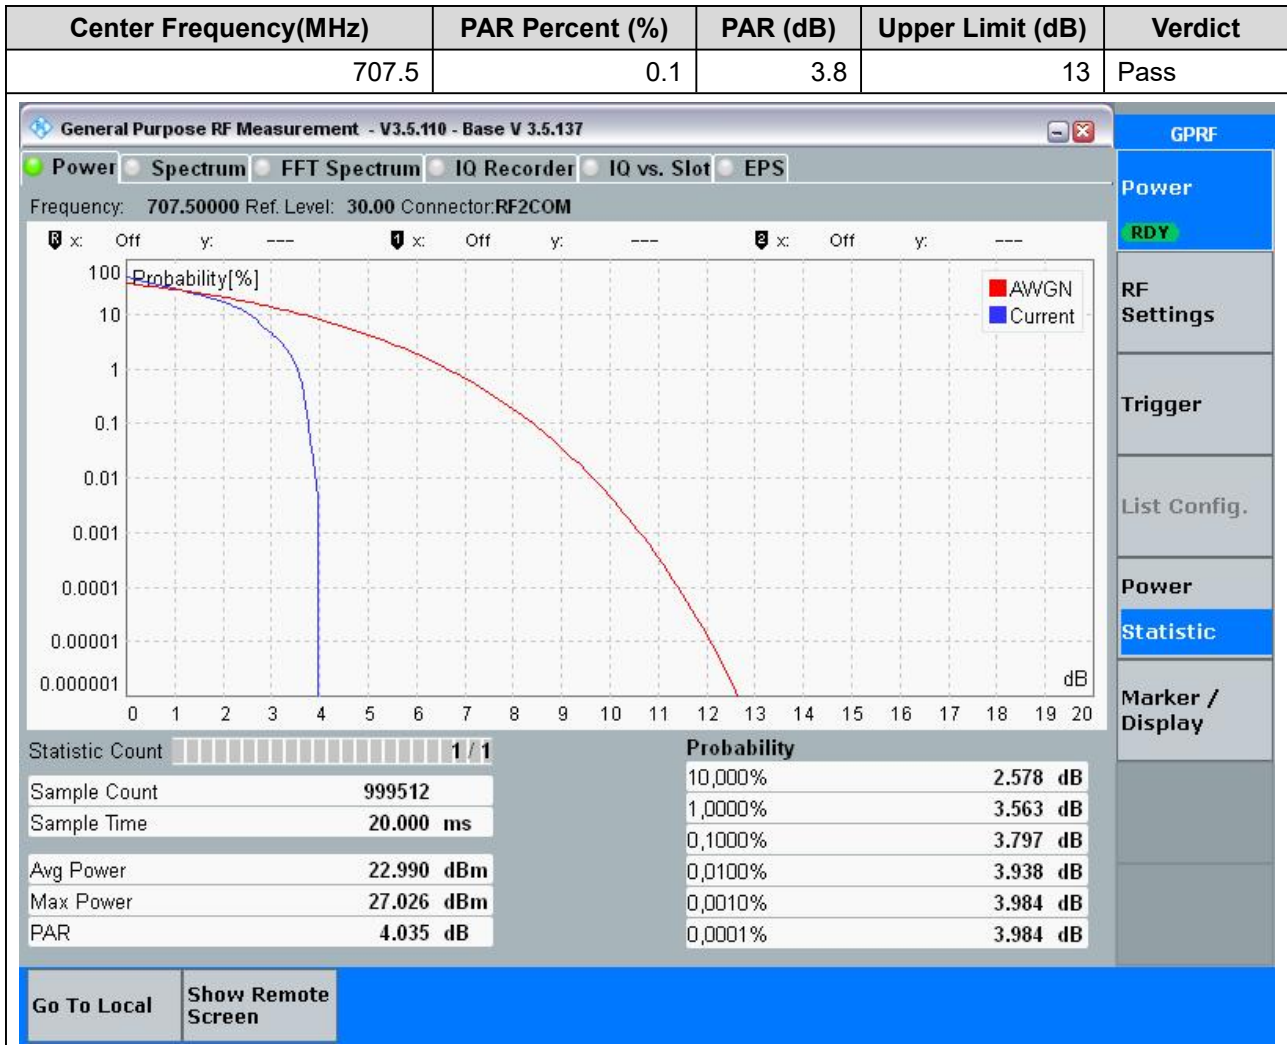 Center Frequency(MHz) PAR Percent (%) PAR (dB) Upper Limit (dB) Verdict
707.5 0.1 3.8 13 Pass
General Purpose RF Measurement - V3.5.110 - Base V 3.5.137
GPRF
Power Spectrum FFT Spectrum IQ Recorder IQ vs. Slot EPS
Power
RDY
Frequency: 707.50000 Ref. Level: 30.00 Connector:RF2COM
R x: Off y: --- 1 x: Off y: --- 2 x: Off y: ---
Probability[%]
AWGN
Current
100
10
1
0.1
0.01
0.001
0.0001
0.00001
0.000001
dB
0 1 2 3 4 5 6 7 8 9 10 11 12 13 14 15 16 17 18 19 20
RF
Settings
Trigger
List Config.
Power
Statistic
Marker /
Display
Statistic Count 1 / 1
Sample Count 999512
Sample Time 20.000 ms
Avg Power 22.990 dBm
Max Power 27.026 dBm
PAR 4.035 dB
Probability
10,000% 2.578 dB
1,0000% 3.563 dB
0,1000% 3.797 dB
0,0100% 3.938 dB
0,0010% 3.984 dB
0,0001% 3.984 dB
Go To Local
Show Remote
Screen